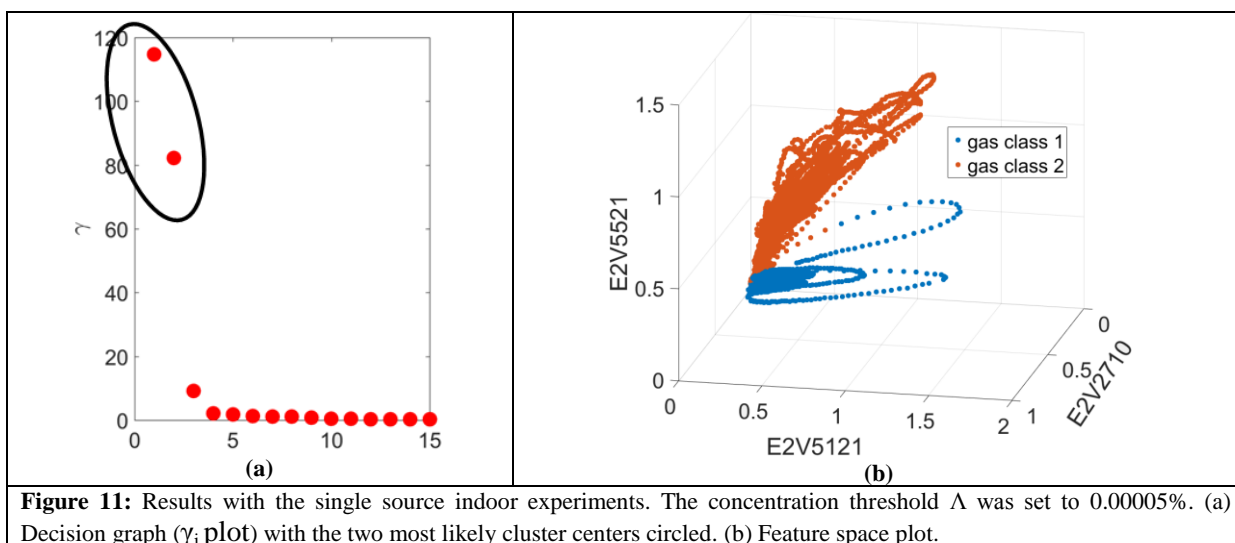 120
100
80
60
40
20
0
γ
0 5 10 15
(a)
1.5
1
0.5
0
E2V5521
0 0.5 1 1.5 2
E2V5121
0
0.5
1
E2V2710
gas class 1
gas class 2
(b)
Figure 11: Results with the single source indoor experiments. The concentration threshold Λ was set to 0.00005%. (a)
Decision graph (γi plot) with the two most likely cluster centers circled. (b) Feature space plot.